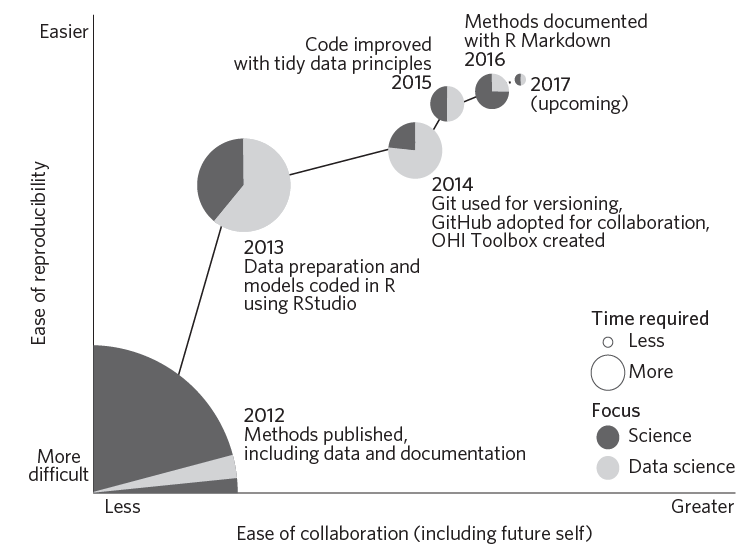 Easier
Code improved
with tidy data principles
2015
Methods documented
with R Markdown
2016
2017
(upcoming)
2014
Git used for versioning,
GitHub adopted for collaboration,
OHI Toolbox created
2013
Data preparation and
models coded in R
using RStudio
Ease of reproducibility
2012
Methods published,
including data and documentation
Time required
Less
More
Focus
Science
Data science
More
difficult
Less
Greater
Ease of collaboration (including future self)